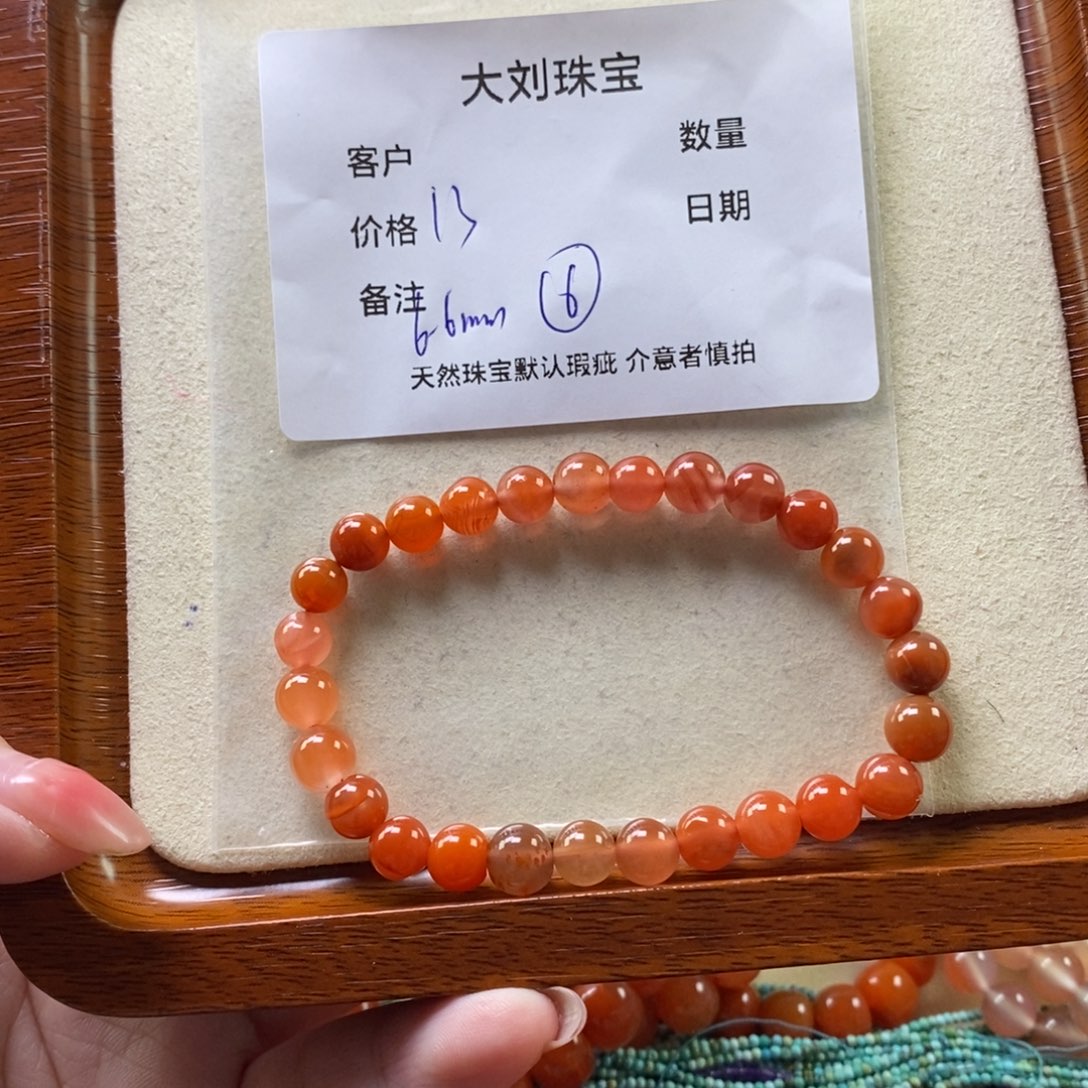 大刘珠宝
客户 数量
价格 13 日期
备注 6-6mm ⑥
天然珠宝默认瑕疵 介意者慎拍